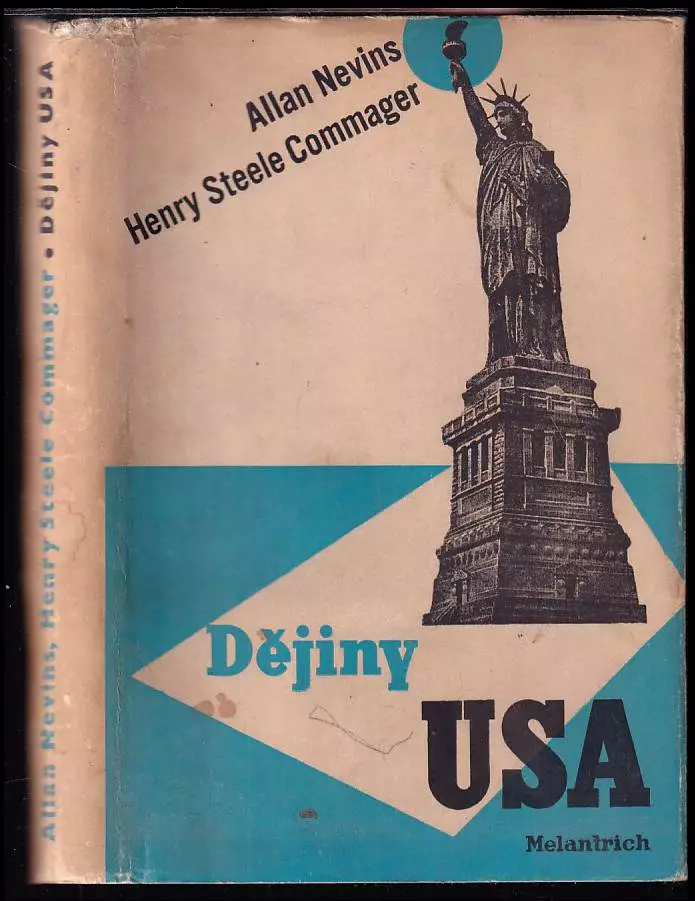 Allan Nevins, Henry Steele Commager • Dějiny USA
Allan Nevins
Henry Steele Commager
Dějiny
USA
Melantrich